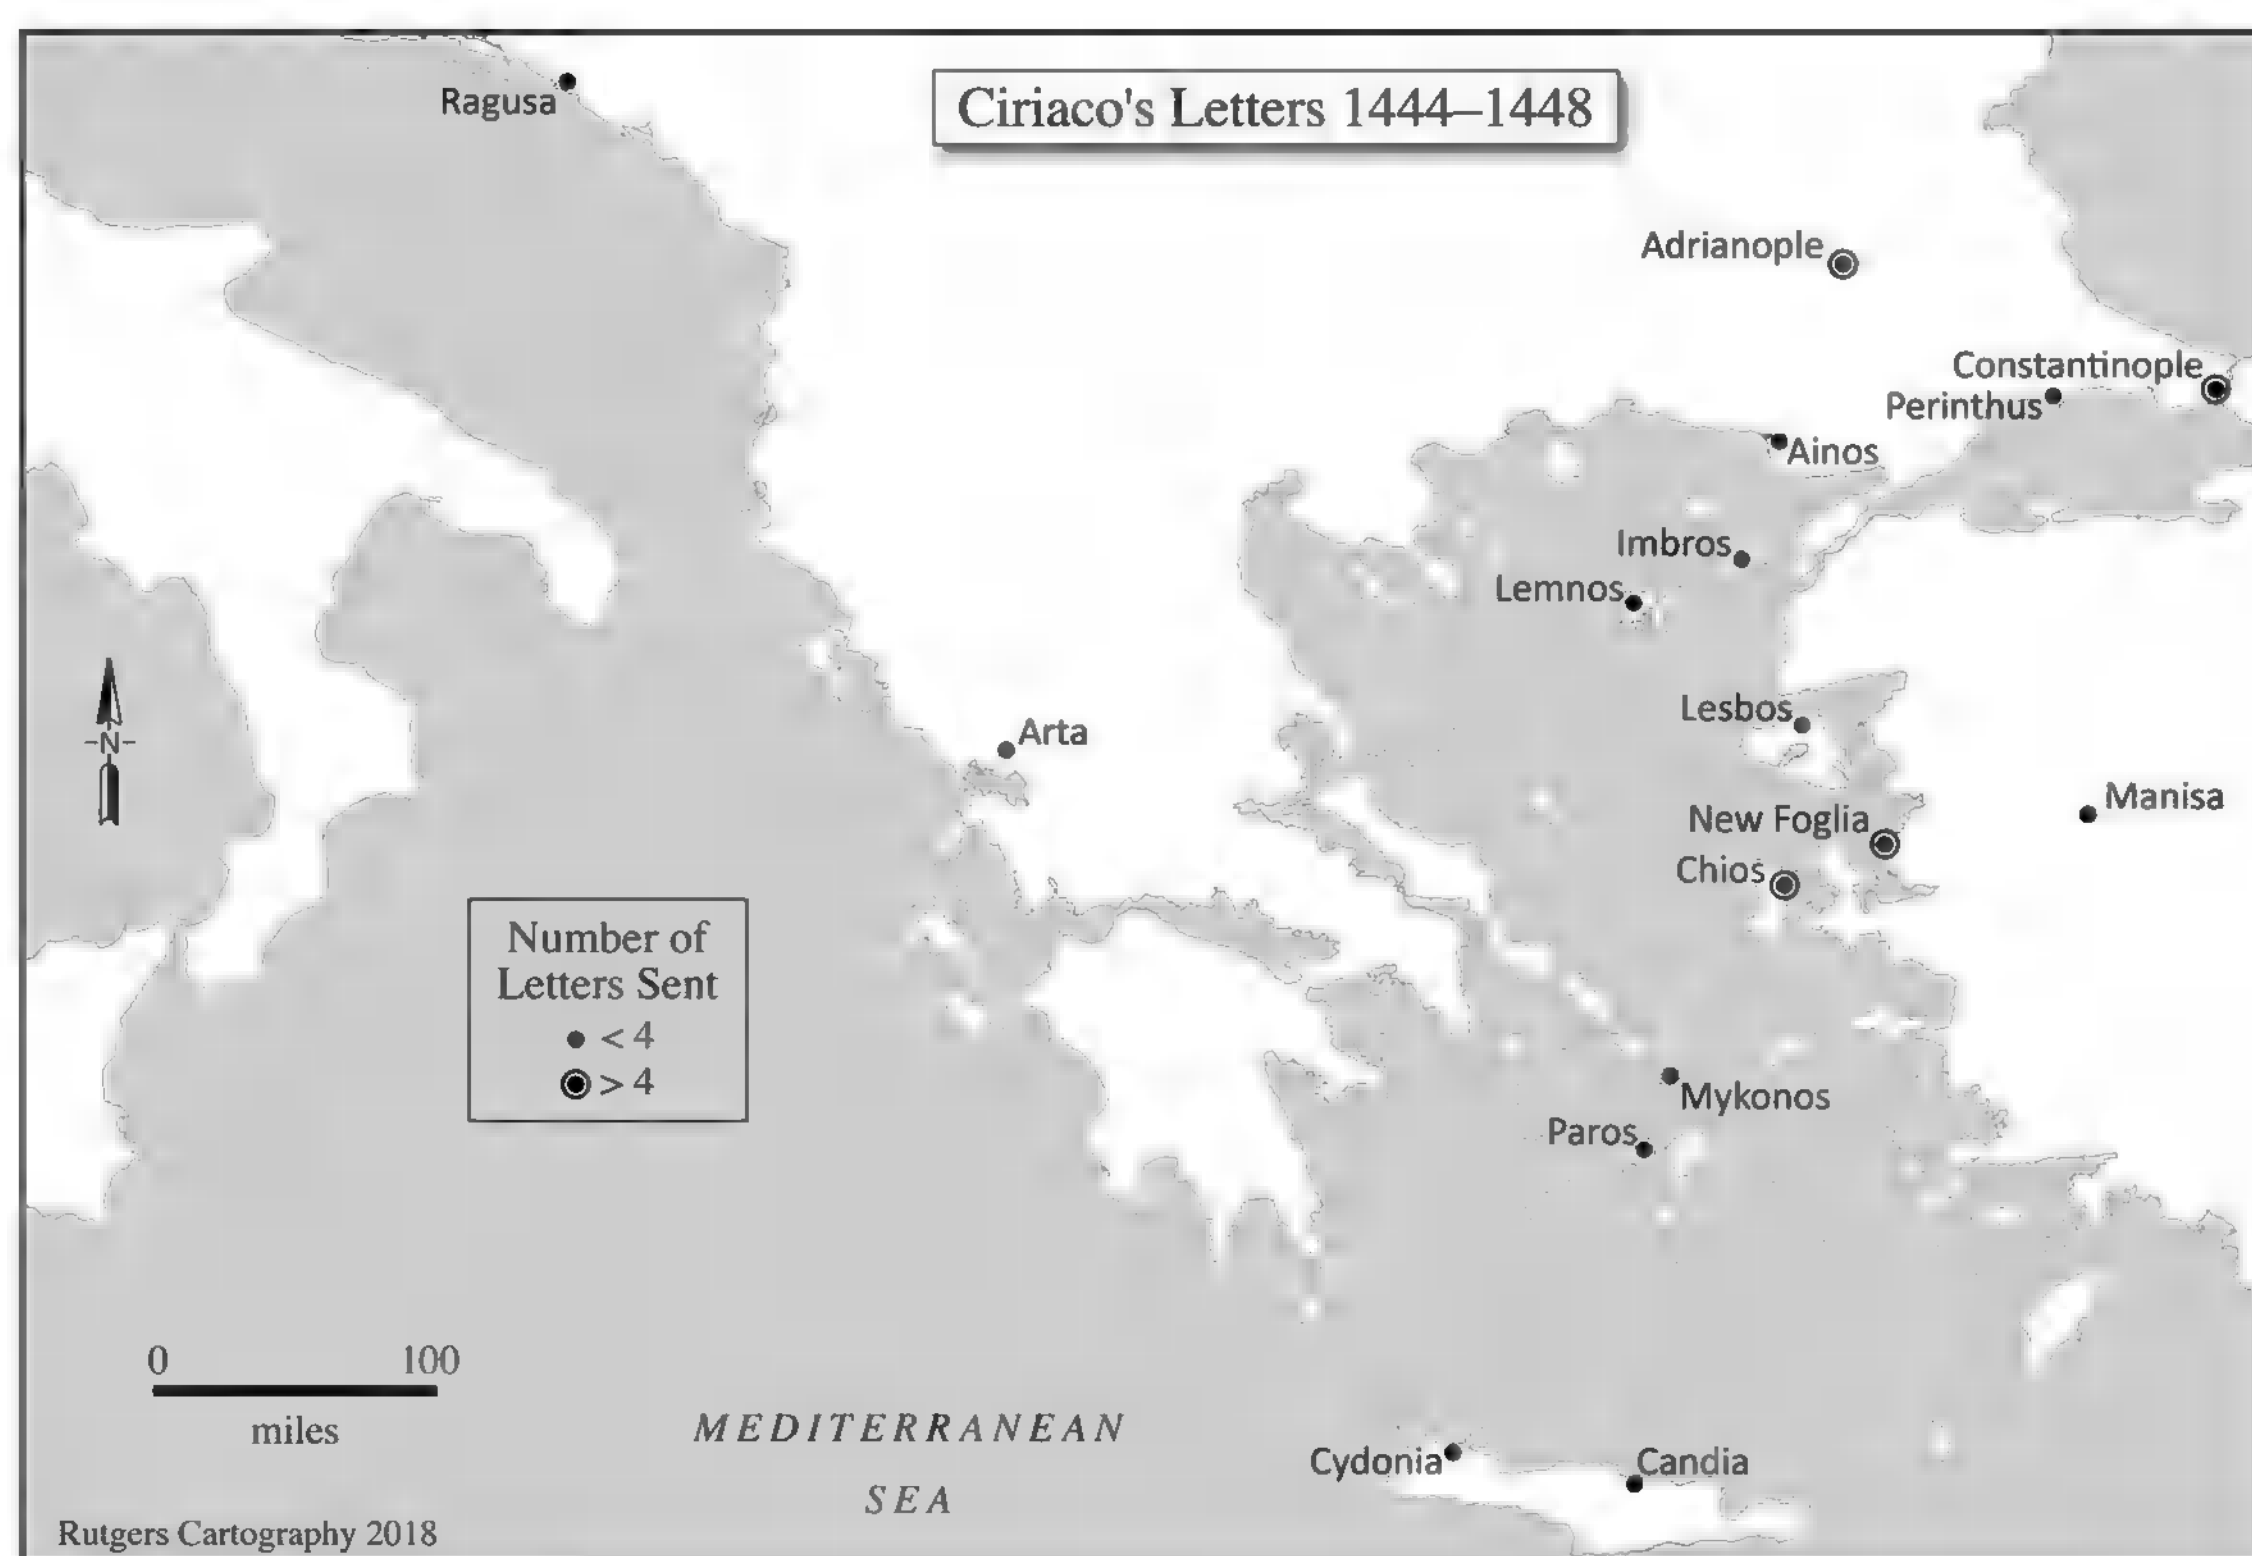 Ragusa
Ciriaco's Letters 1444–1448
Adrianople
Constantinople
Perinthus
Ainos
Imbros
Lemnos
Lesbos
Arta
Manisa
New Foglia
Chios
-N-
Number of
Letters Sent
< 4
> 4
Mykonos
Paros
0 100
miles
MEDITERRANEAN
SEA
Cydonia
Candia
Rutgers Cartography 2018